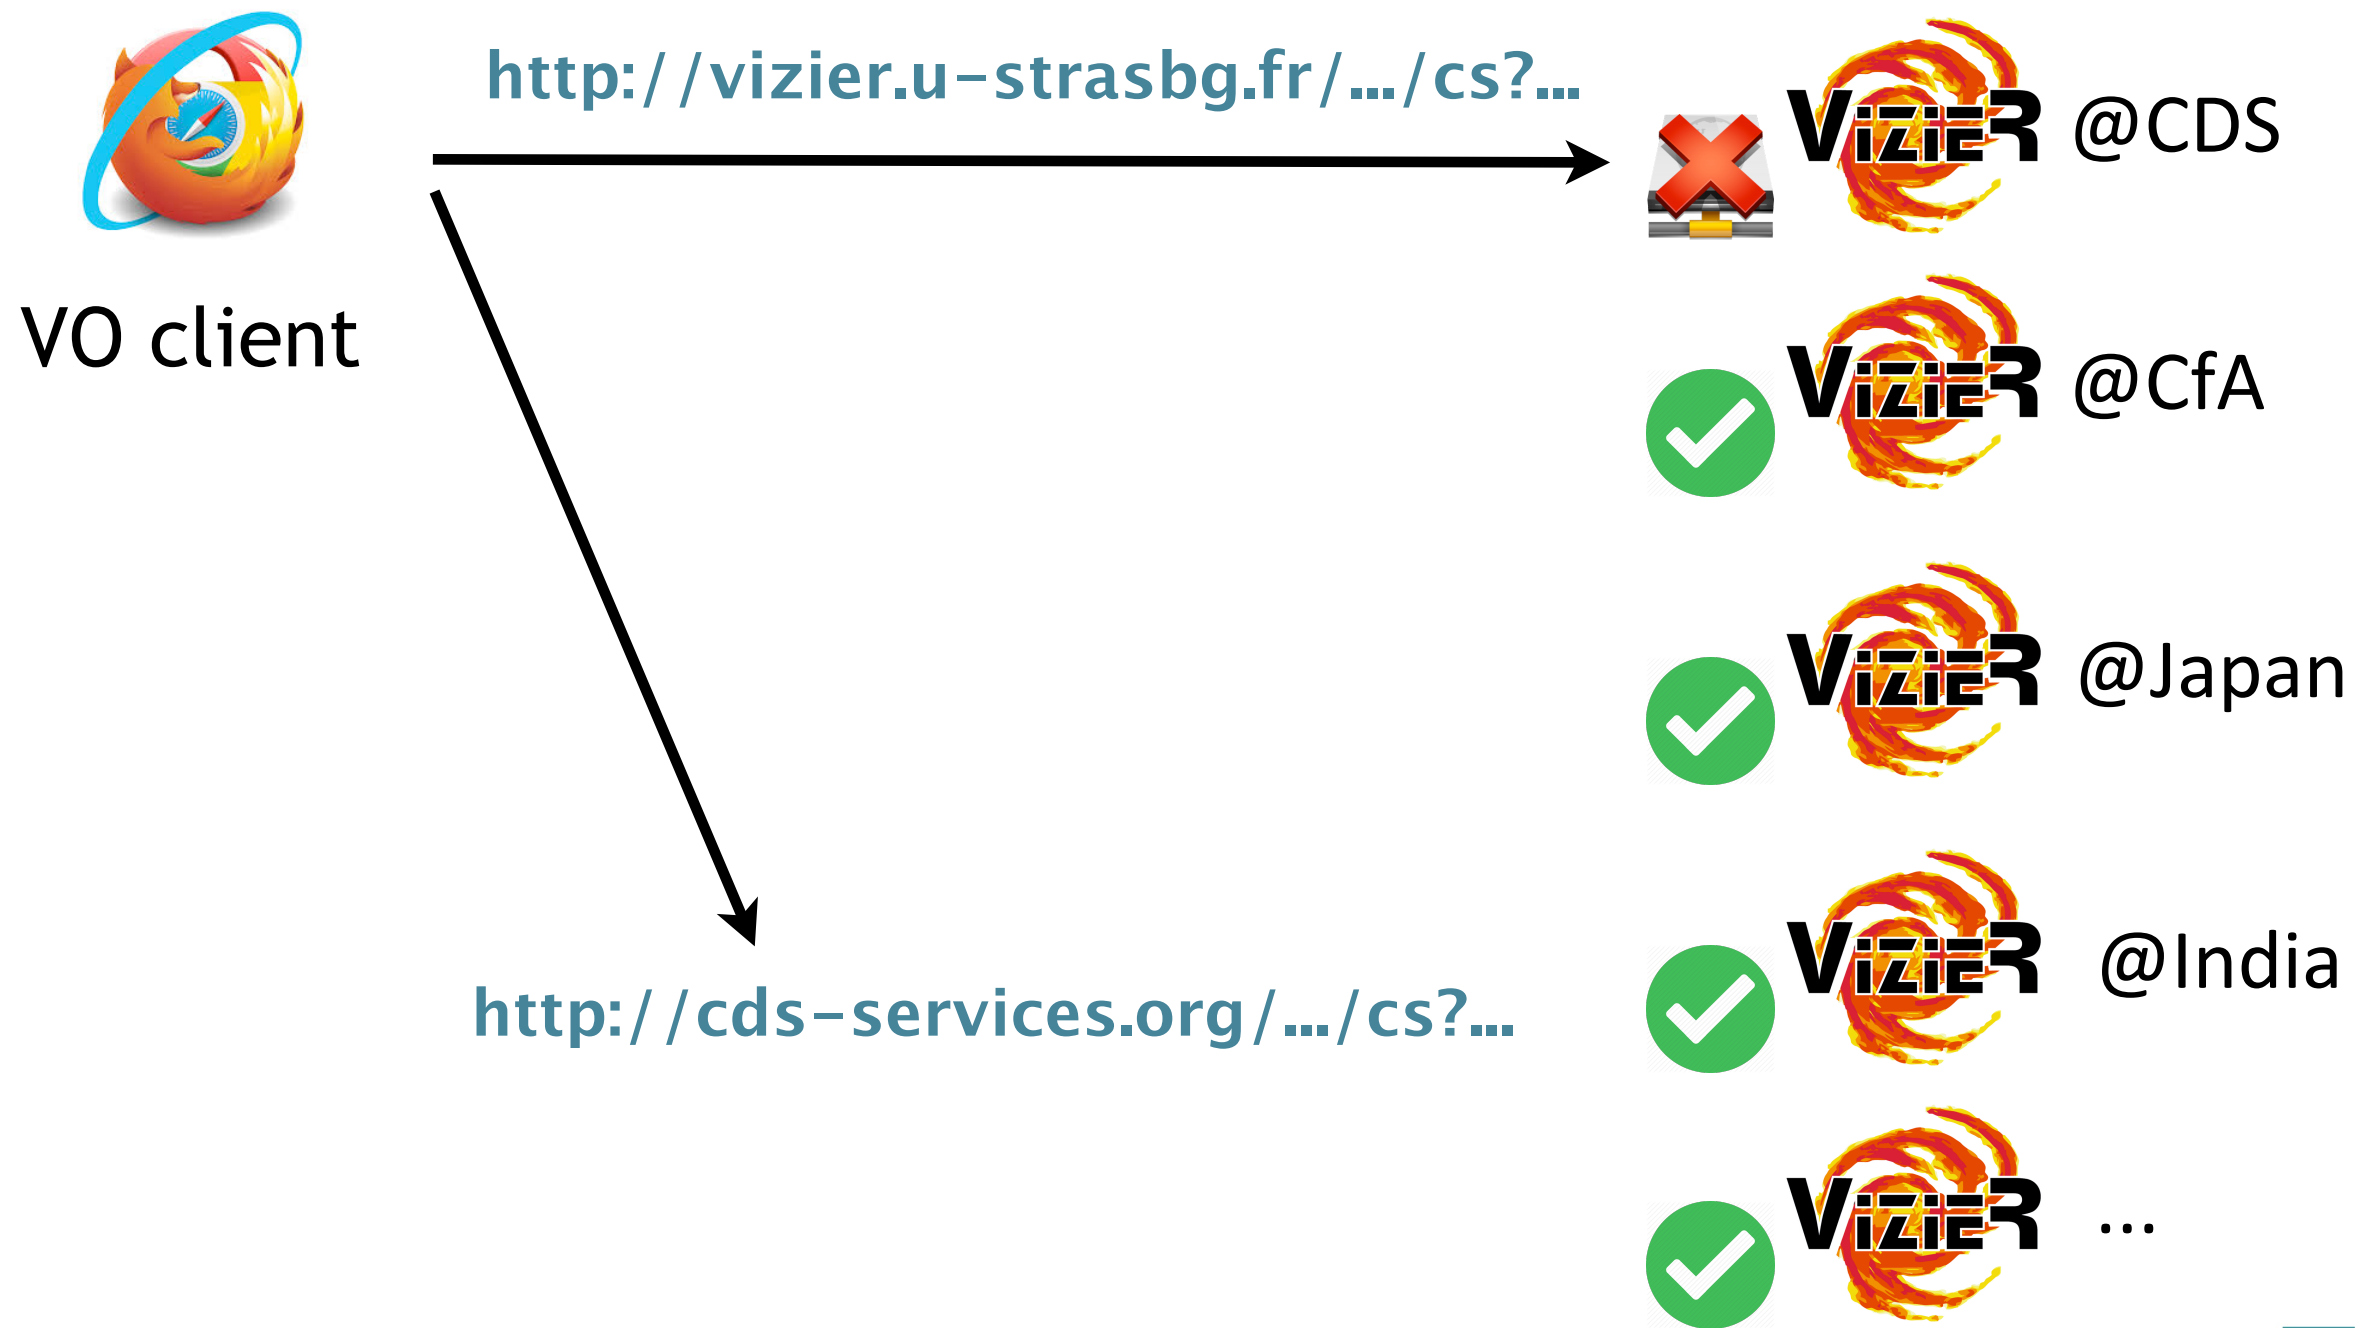 http://vizier.u-strasbg.fr/.../cs?...
VizieR @CDS
VO client
VizieR @CfA
VizieR @Japan
VizieR @India
http://cds-services.org/.../cs?...
VizieR ...